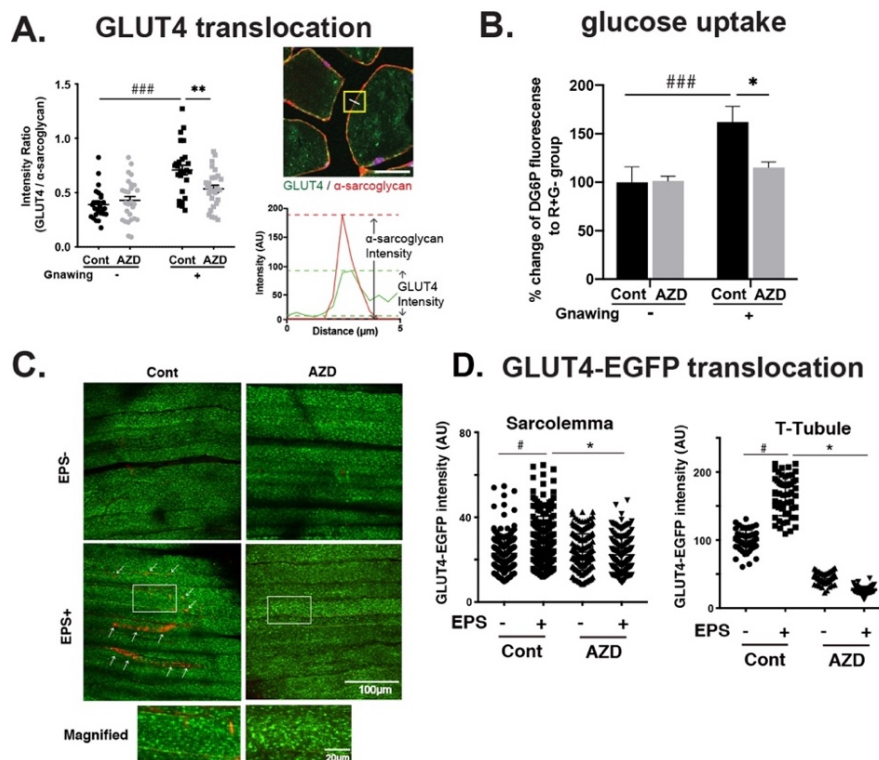 A. GLUT4 translocation
Intensity Ratio
(GLUT4 / α-sarcoglycan)
1.5
1.0
0.5
0.0
###
**
Cont AZD Cont AZD
Gnawing - +
GLUT4 / α-sarcoglycan
Intensity (AU)
200
150
100
50
0
α-sarcoglycan
Intensity
GLUT4
Intensity
0 5
Distance (µm)
B. glucose uptake
% change of DG6P fluorescense
to R+G- group
200
150
100
50
0
###
*
Cont AZD Cont AZD
Gnawing - +
C.
Cont AZD
EPS-
EPS+
100µm
Magnified
20µm
D. GLUT4-EGFP translocation
Sarcolemma
GLUT4-EGFP intensity (AU)
80
60
40
20
0
# *
EPS - + - +
Cont AZD
T-Tubule
GLUT4-EGFP intensity (AU)
200
100
0
# *
EPS - + - +
Cont AZD